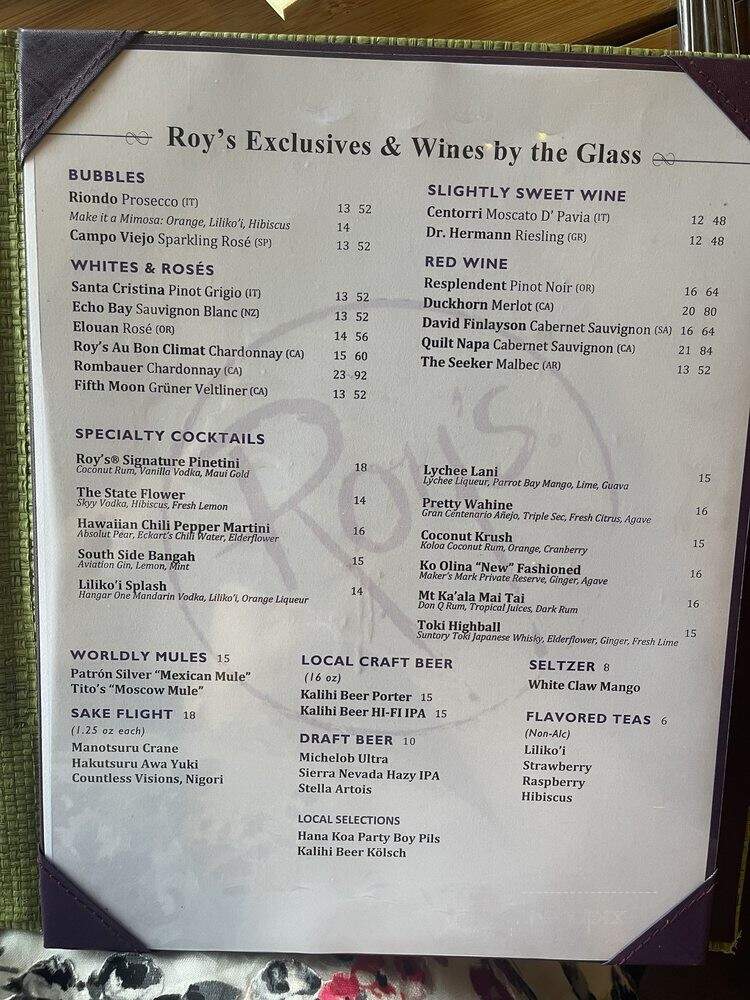 Roy's Exclusives & Wines by the Glass
BUBBLES
Riondo Prosecco (IT) 13 52
Make it a Mimosa: Orange, Liliko'i, Hibiscus 14
Campo Viejo Sparkling Rosé (SP) 13 52
WHITES & ROSÉS
Santa Cristina Pinot Grigio (IT) 13 52
Echo Bay Sauvignon Blanc (NZ) 13 52
Elouan Rosé (OR) 14 56
Roy's Au Bon Climat Chardonnay (CA) 15 60
Rombauer Chardonnay (CA) 23 92
Fifth Moon Grüner Veltliner (CA) 13 52
SLIGHTLY SWEET WINE
Centorri Moscato D' Pavia (IT) 12 48
Dr. Hermann Riesling (GR) 12 48
RED WINE
Resplendent Pinot Noir (OR) 16 64
Duckhorn Merlot (CA) 20 80
David Finlayson Cabernet Sauvignon (SA) 16 64
Quilt Napa Cabernet Sauvignon (CA) 21 84
The Seeker Malbec (AR) 13 52
SPECIALTY COCKTAILS
Roy's® Signature Pinetini 18
Coconut Rum, Vanilla Vodka, Maui Gold
The State Flower 14
Skyy Vodka, Hibiscus, Fresh Lemon
Hawaiian Chili Pepper Martini 16
Absolut Pear, Eckart's Chili Water, Elderflower
South Side Bangah 15
Aviation Gin, Lemon, Mint
Liliko'i Splash 14
Hangar One Mandarin Vodka, Liliko'i, Orange Liqueur
Lychee Lani 15
Lychee Liqueur, Parrot Bay Mango, Lime, Guava
Pretty Wahine 16
Gran Centenario Añejo, Triple Sec, Fresh Citrus, Agave
Coconut Krush 15
Koloa Coconut Rum, Orange, Cranberry
Ko Olina "New" Fashioned 16
Maker's Mark Private Reserve, Ginger, Agave
Mt Ka'ala Mai Tai 16
Don Q Rum, Tropical Juices, Dark Rum
Toki Highball 15
Suntory Toki Japanese Whisky, Elderflower, Ginger, Fresh Lime
Roy's
WORLDLY MULES 15
Patrón Silver "Mexican Mule"
Tito's "Moscow Mule"
SAKE FLIGHT 18
(1.25 oz each)
Manotsuru Crane
Hakutsuru Awa Yuki
Countless Visions, Nigori
LOCAL CRAFT BEER
(16 oz)
Kalihi Beer Porter 15
Kalihi Beer HI-FI IPA 15
DRAFT BEER 10
Michelob Ultra
Sierra Nevada Hazy IPA
Stella Artois
LOCAL SELECTIONS
Hana Koa Party Boy Pils
Kalihi Beer Kölsch
SELTZER 8
White Claw Mango
FLAVORED TEAS 6
(Non-Alc)
Liliko'i
Strawberry
Raspberry
Hibiscus